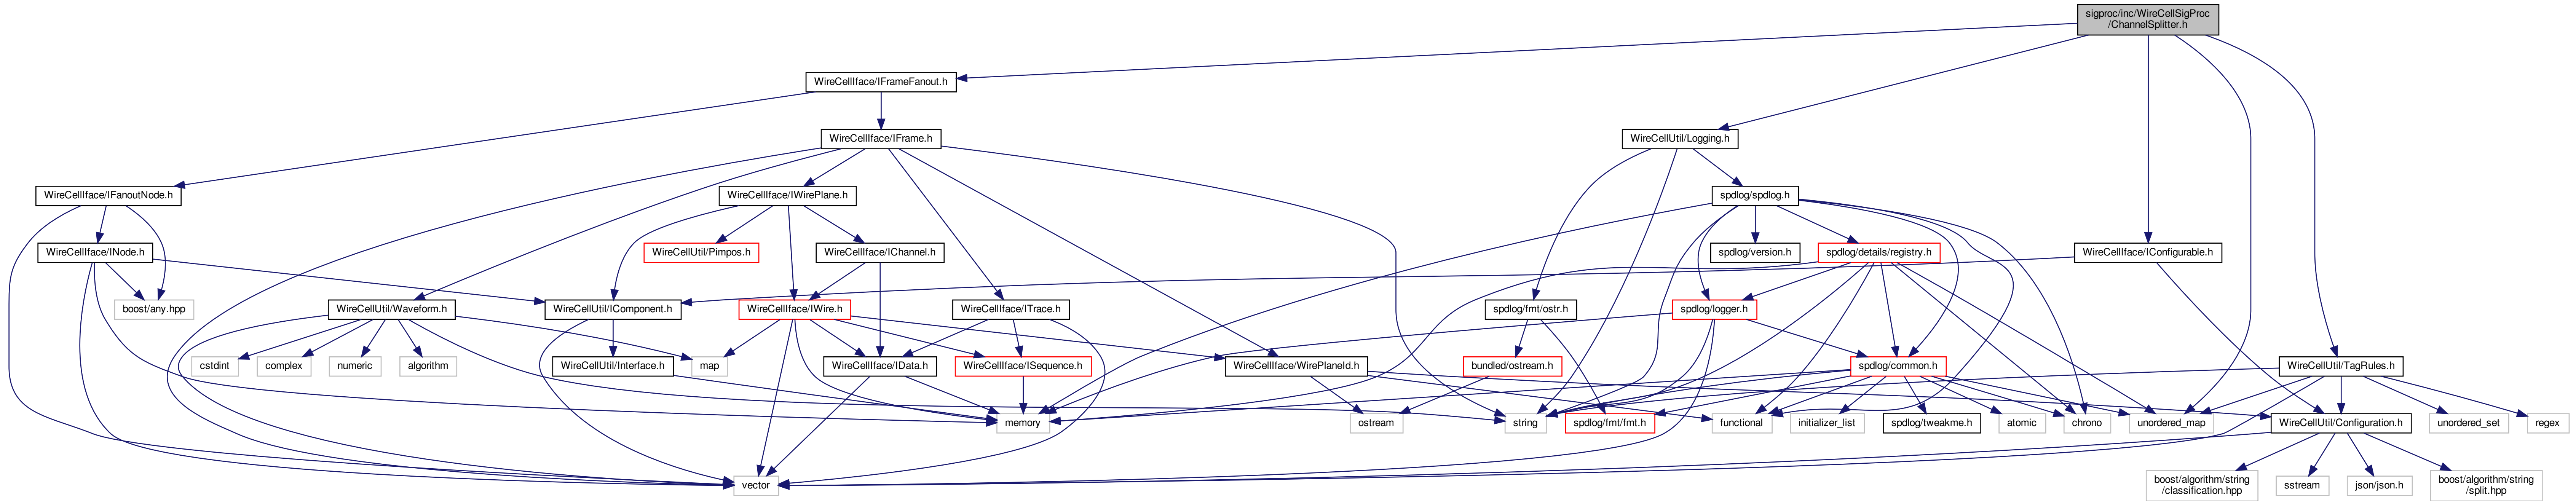 sigproc/inc/WireCellSigProc
/ChannelSplitter.h
WireCellIface/IFrameFanout.h
WireCellIface/IFrame.h
WireCellUtil/Logging.h
WireCellIface/IFanoutNode.h
WireCellIface/IWirePlane.h
spdlog/spdlog.h
WireCellIface/INode.h
WireCellUtil/Pimpos.h
WireCellIface/IChannel.h
spdlog/version.h
spdlog/details/registry.h
WireCellIface/IConfigurable.h
boost/any.hpp
WireCellUtil/Waveform.h
WireCellUtil/IComponent.h
WireCellIface/IWire.h
WireCellIface/ITrace.h
spdlog/fmt/ostr.h
spdlog/logger.h
cstdint
complex
numeric
algorithm
WireCellUtil/Interface.h
map
WireCellIface/IData.h
WireCellIface/ISequence.h
WireCellIface/WirePlaneId.h
bundled/ostream.h
spdlog/common.h
WireCellUtil/TagRules.h
memory
ostream
string
spdlog/fmt/fmt.h
functional
initializer_list
spdlog/tweakme.h
atomic
chrono
unordered_map
WireCellUtil/Configuration.h
unordered_set
regex
vector
boost/algorithm/string
/classification.hpp
sstream
json/json.h
boost/algorithm/string
/split.hpp